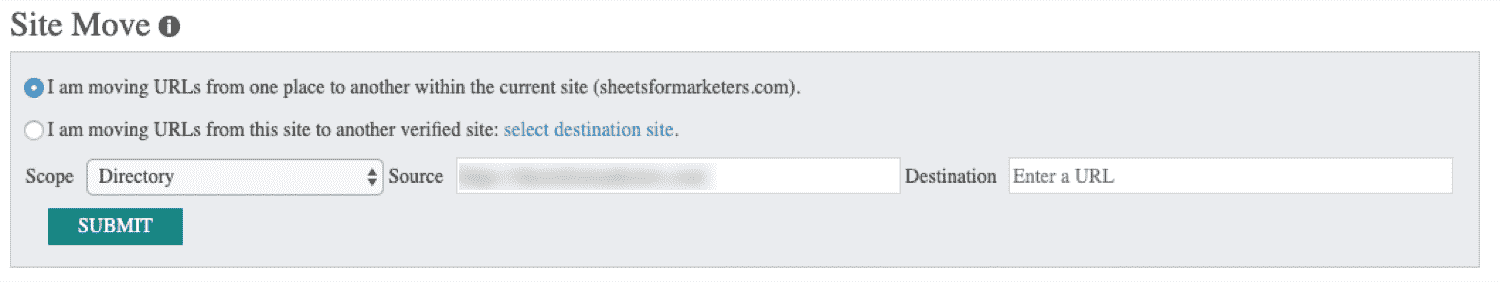 Site Move
I am moving URLs from one place to another within the current site (sheetsformarketers.com).
I am moving URLs from this site to another verified site: select destination site.
Scope Directory Source Destination Enter a URL
SUBMIT